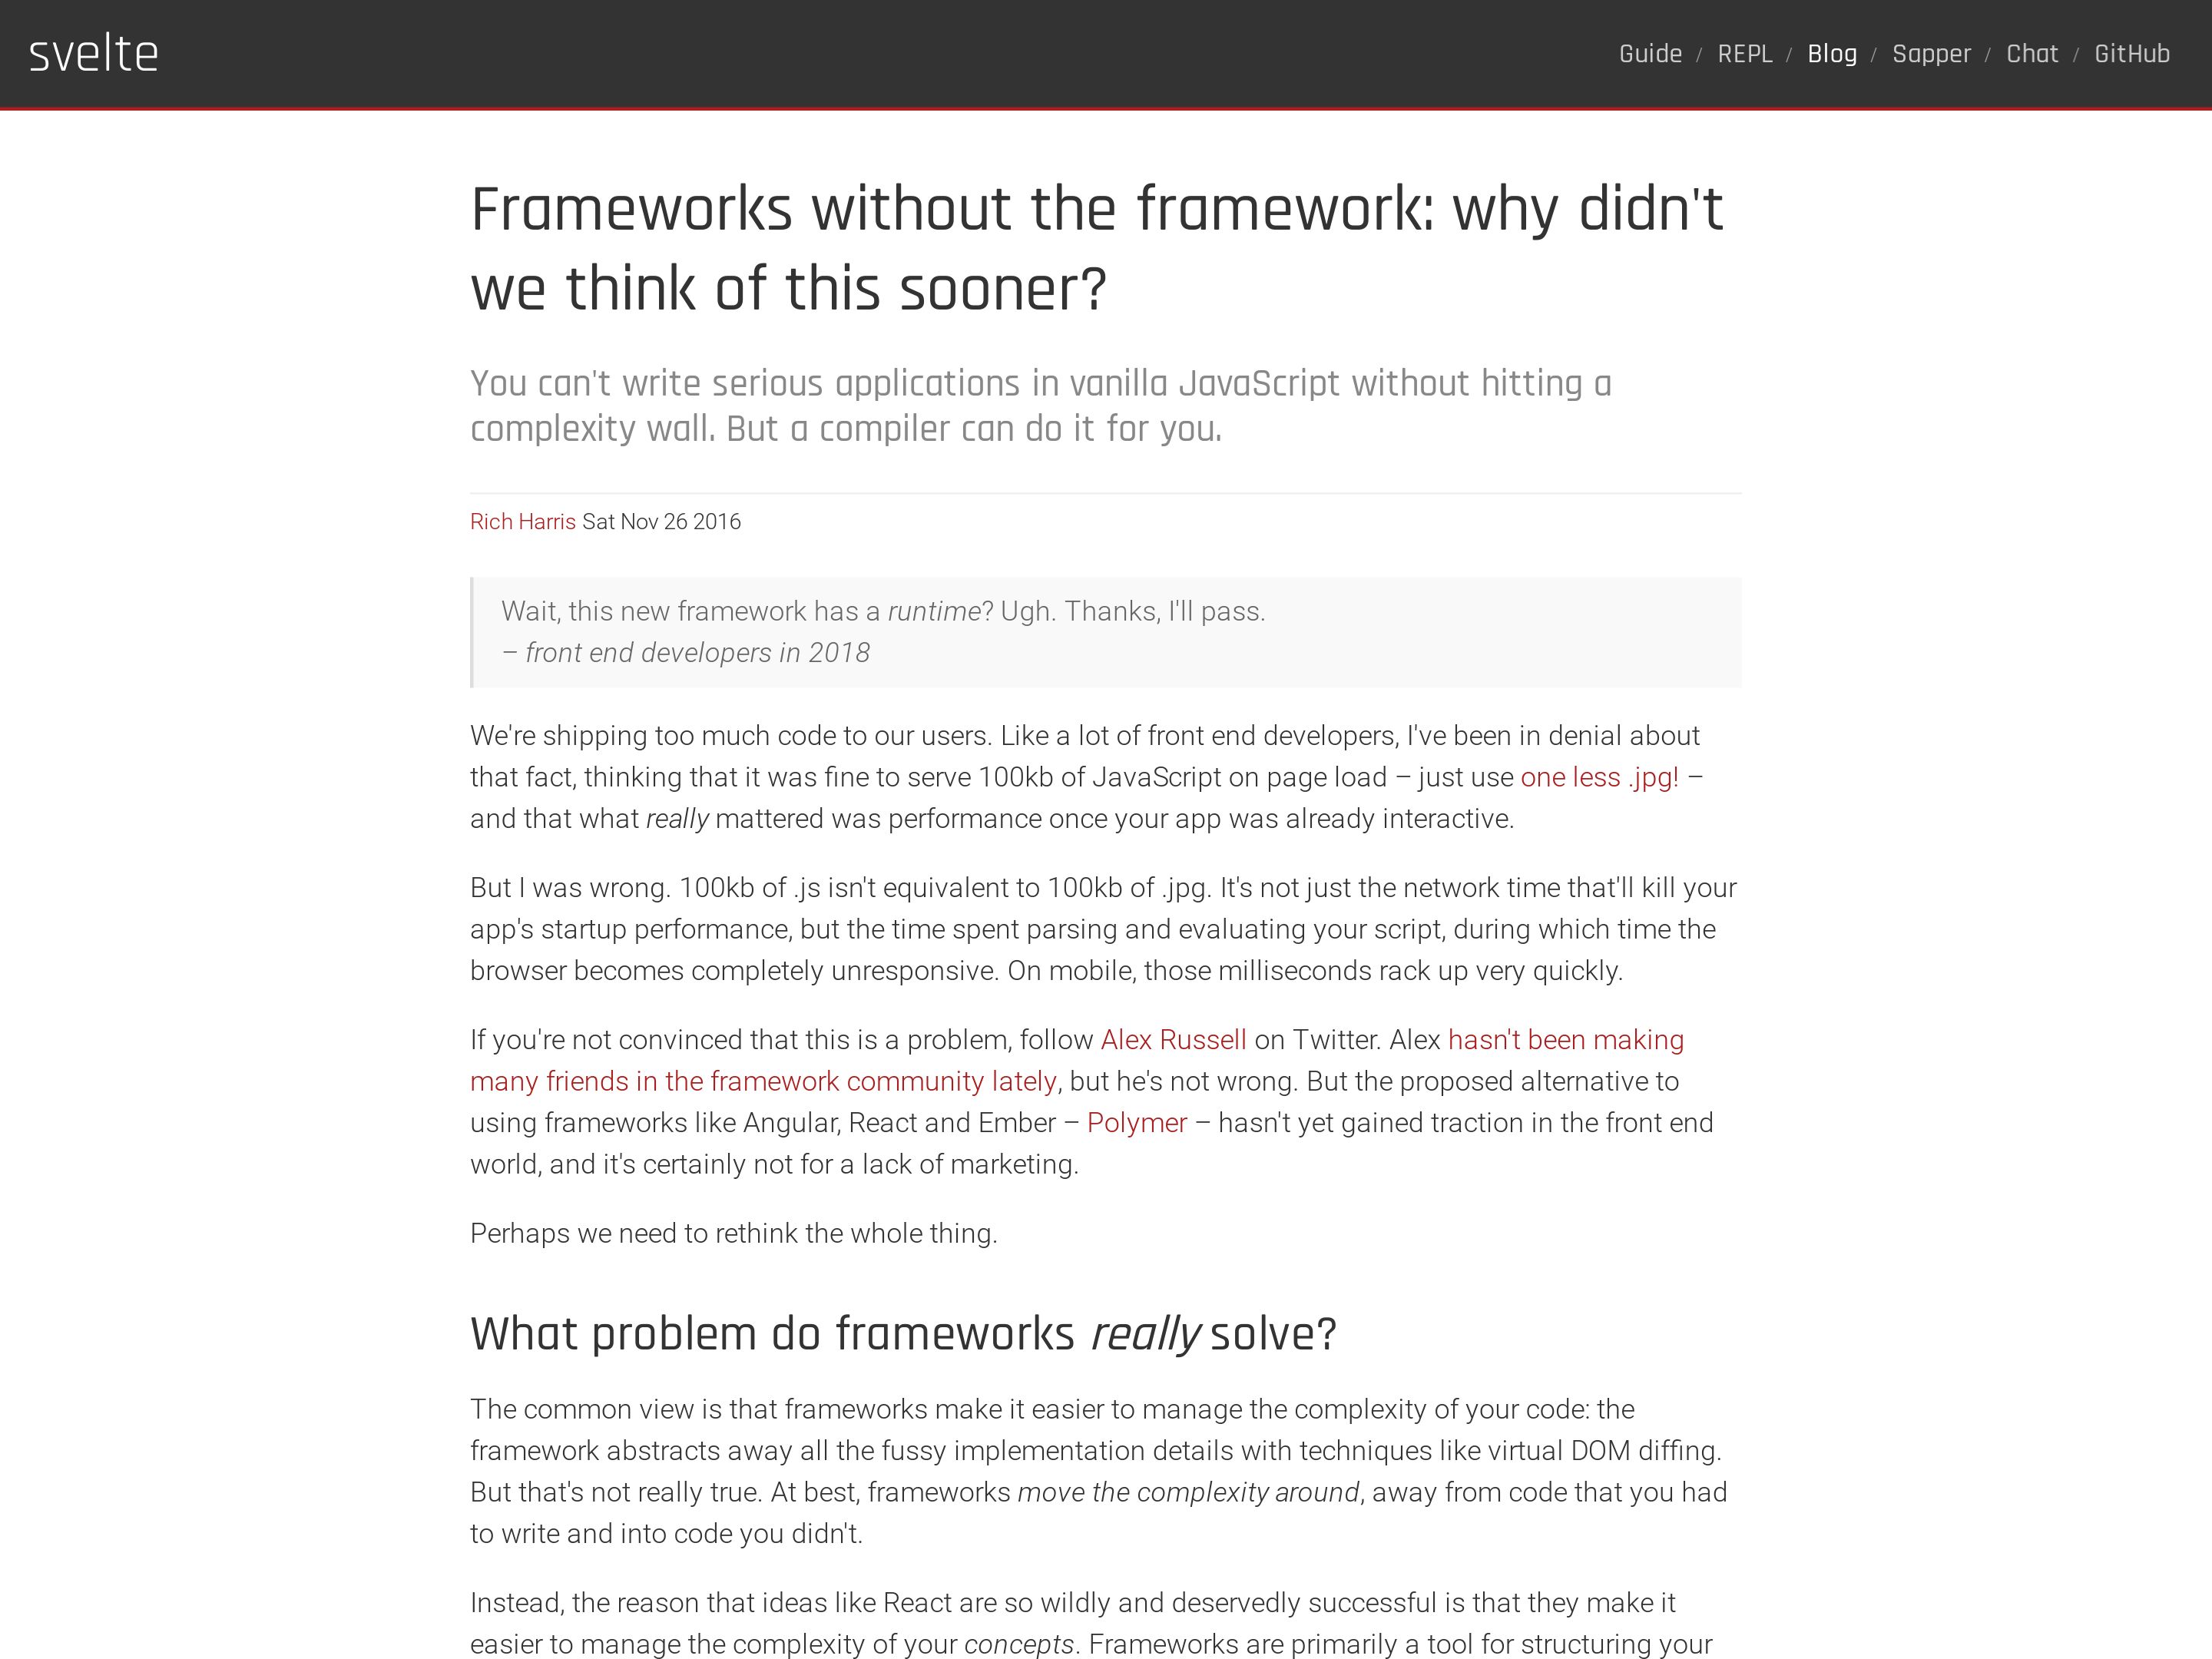 svelte
Guide / REPL / Blog / Sapper / Chat / GitHub
Frameworks without the framework: why didn't
we think of this sooner?
You can't write serious applications in vanilla JavaScript without hitting a
complexity wall. But a compiler can do it for you.
Rich Harris Sat Nov 26 2016
Wait, this new framework has a runtime? Ugh. Thanks, I'll pass.
– front end developers in 2018
We're shipping too much code to our users. Like a lot of front end developers, I've been in denial about
that fact, thinking that it was fine to serve 100kb of JavaScript on page load – just use one less .jpg! –
and that what really mattered was performance once your app was already interactive.
But I was wrong. 100kb of .js isn't equivalent to 100kb of .jpg. It's not just the network time that'll kill your
app's startup performance, but the time spent parsing and evaluating your script, during which time the
browser becomes completely unresponsive. On mobile, those milliseconds rack up very quickly.
If you're not convinced that this is a problem, follow Alex Russell on Twitter. Alex hasn't been making
many friends in the framework community lately, but he's not wrong. But the proposed alternative to
using frameworks like Angular, React and Ember – Polymer – hasn't yet gained traction in the front end
world, and it's certainly not for a lack of marketing.
Perhaps we need to rethink the whole thing.
What problem do frameworks really solve?
The common view is that frameworks make it easier to manage the complexity of your code: the
framework abstracts away all the fussy implementation details with techniques like virtual DOM diffing.
But that's not really true. At best, frameworks move the complexity around, away from code that you had
to write and into code you didn't.
Instead, the reason that ideas like React are so wildly and deservedly successful is that they make it
easier to manage the complexity of your concepts. Frameworks are primarily a tool for structuring your